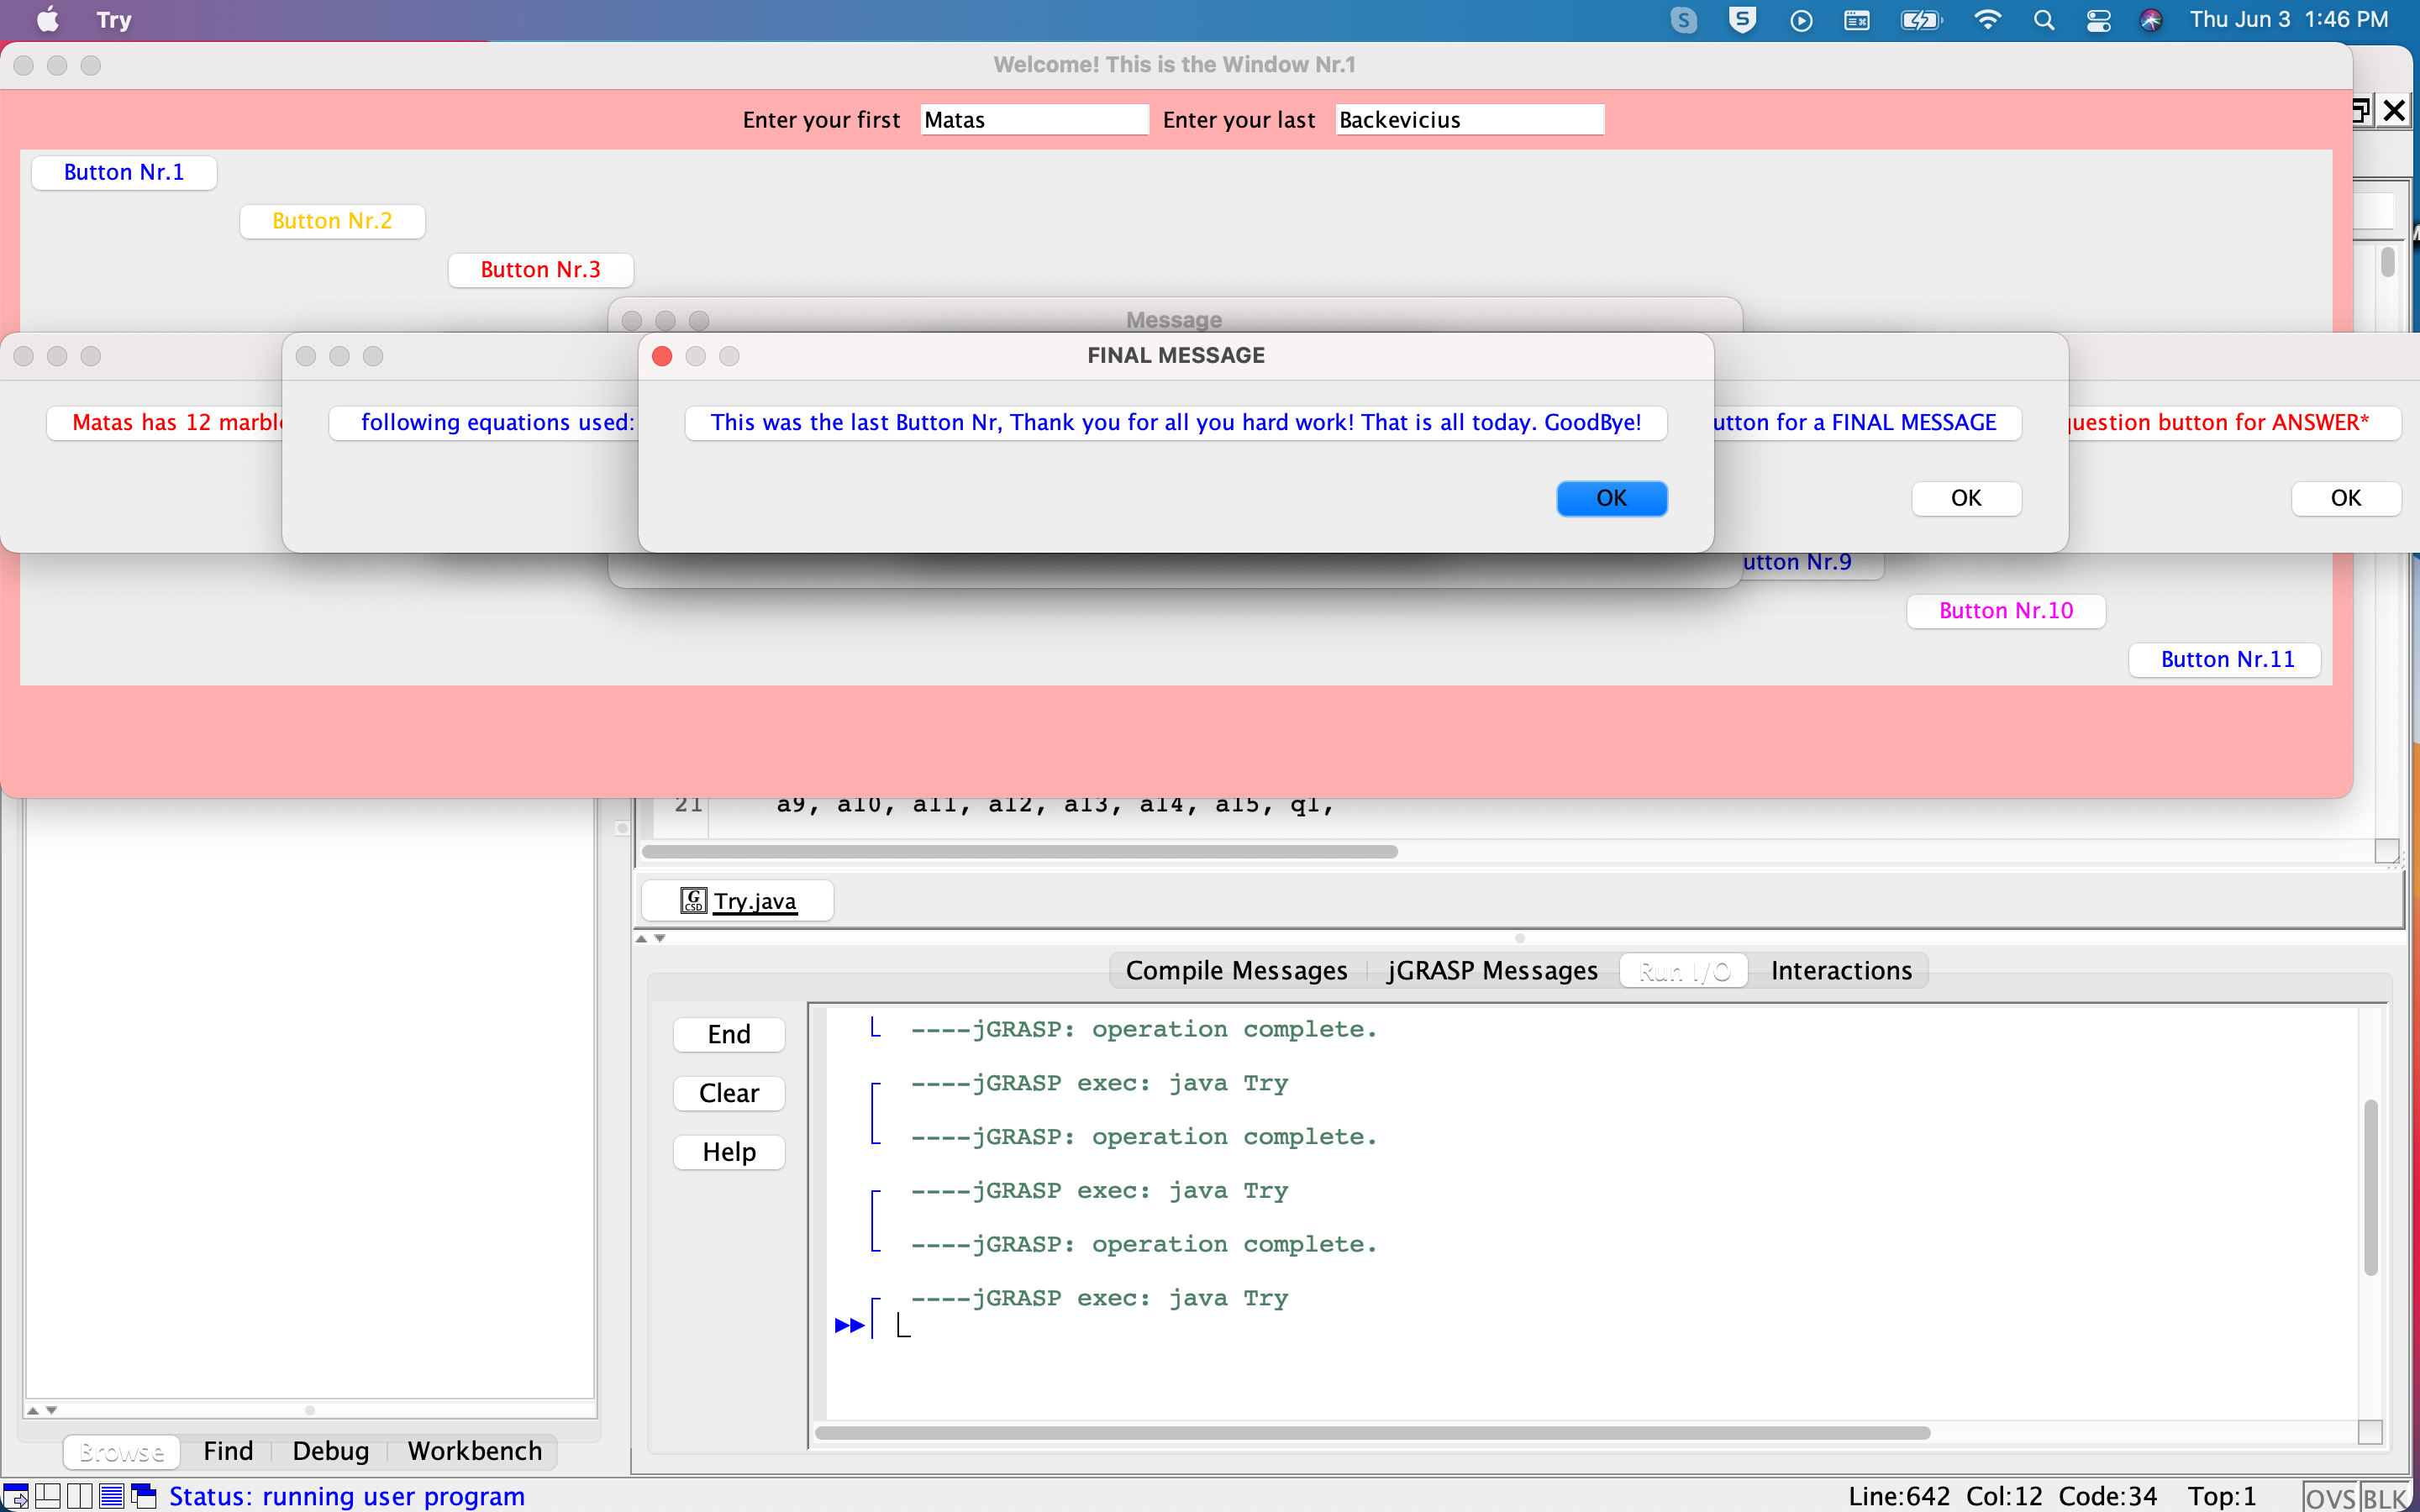 Try
Thu Jun 3 1:46 PM
Welcome! This is the Window Nr.1
Enter your first Matas Enter your last Backevicius
Button Nr.1
Button Nr.2
Button Nr.3
Message
FINAL MESSAGE
Matas has 12
following equations used:
This was the last Button Nr, Thank you for all you hard work! That is all today. GoodBye!
for a FINAL MESSAGE
button for ANSWER*
OK
OK
OK
Nr.9
Button Nr.10
Button Nr.11
21 a9, a10, a11, a12, a13, a14, a15, q1,
Try.java
Compile Messages jGRASP Messages Run I/O Interactions
End
Clear
Help
----jGRASP: operation complete.
----jGRASP exec: java Try
----jGRASP: operation complete.
----jGRASP exec: java Try
----jGRASP: operation complete.
----jGRASP exec: java Try
Browse Find Debug Workbench
Status: running user program
Line:642 Col:12 Code:34 Top:1 OVS BLK